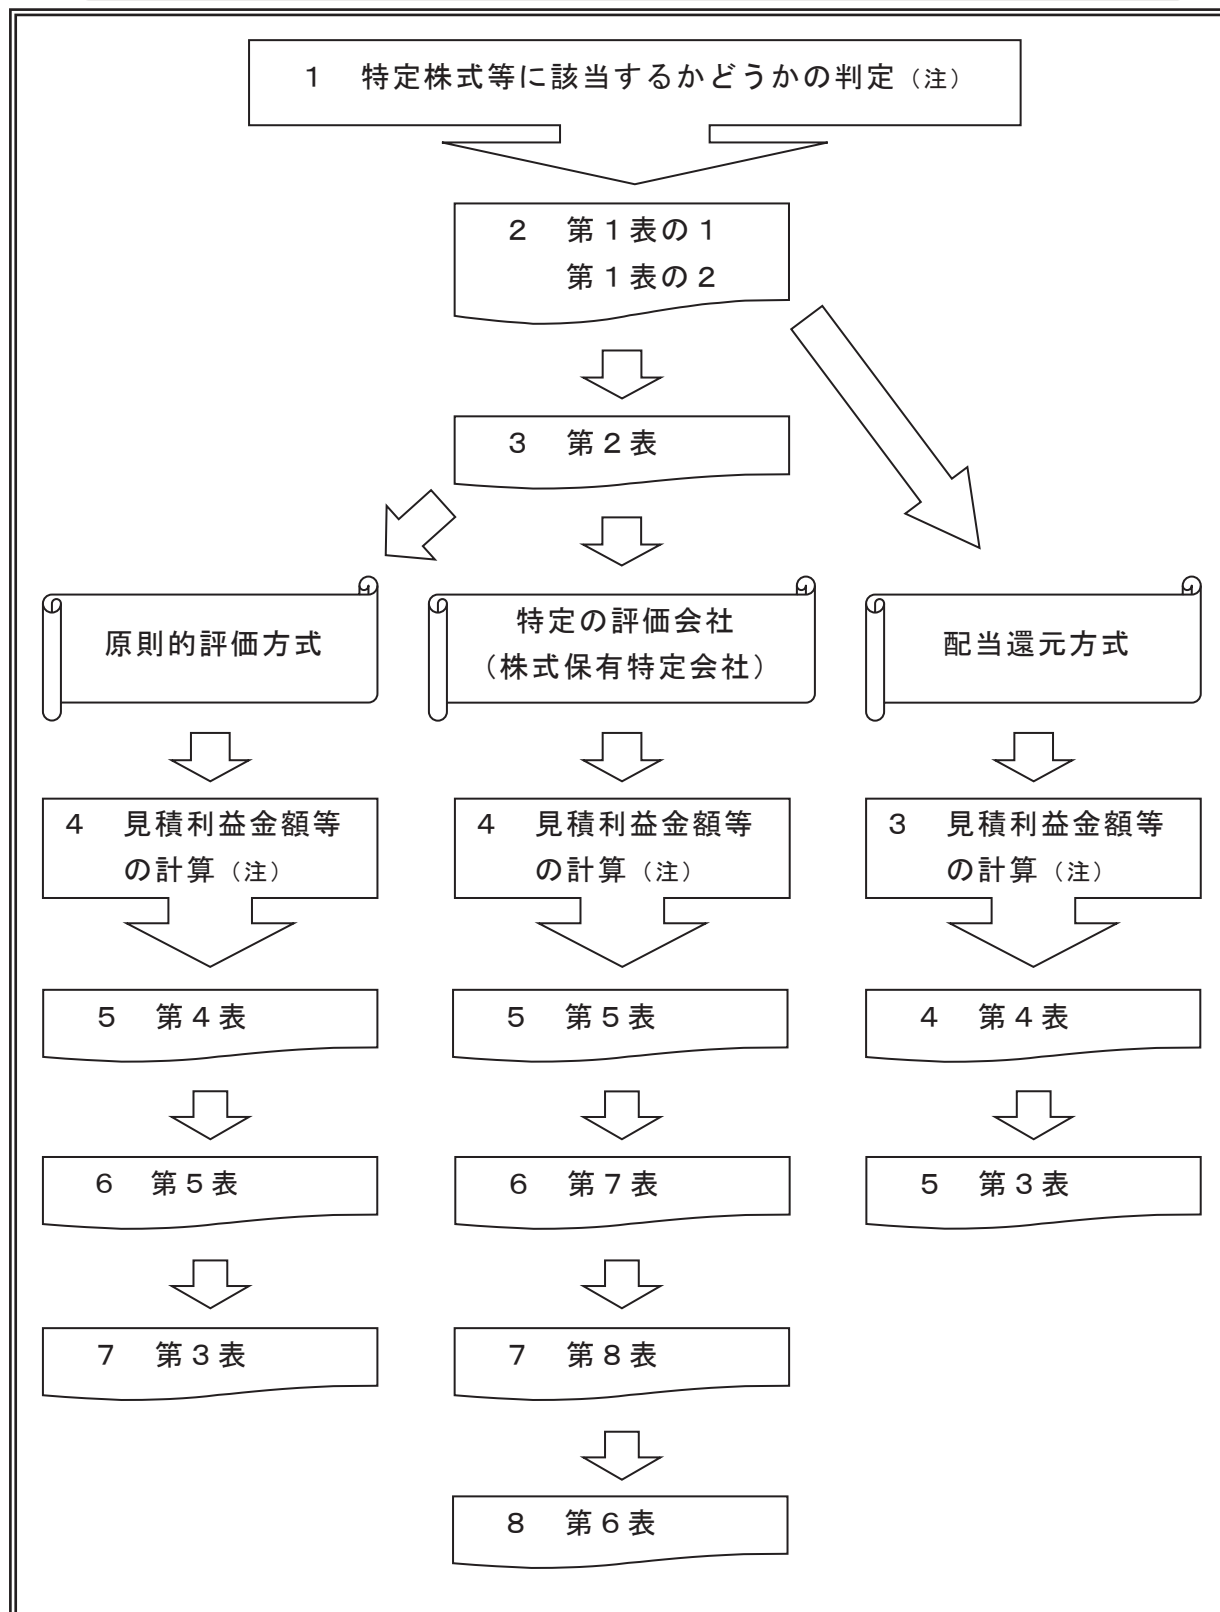 １　特定株式等に該当するかどうかの判定（注）
２　第１表の１
第１表の２
３　第２表
原則的評価方式
特定の評価会社
（株式保有特定会社）
配当還元方式
４　見積利益金額等
の計算（注）
４　見積利益金額等
の計算（注）
３　見積利益金額等
の計算（注）
５　第４表
５　第５表
４　第４表
６　第５表
６　第７表
５　第３表
７　第３表
７　第８表
８　第６表